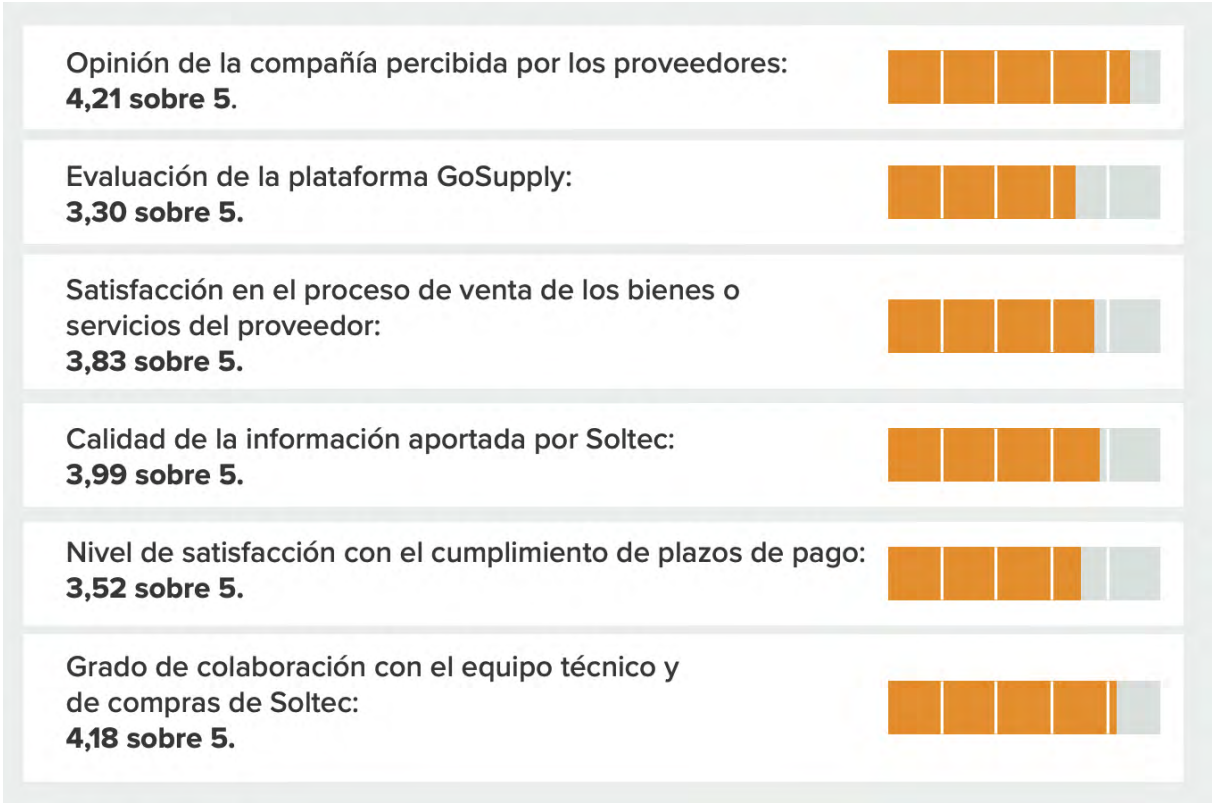 Opinión de la compañía percibida por los proveedores:
4,21 sobre 5.
Evaluación de la plataforma GoSupply:
3,30 sobre 5.
Satisfacción en el proceso de venta de los bienes o
servicios del proveedor:
3,83 sobre 5.
Calidad de la información aportada por Soltec:
3,99 sobre 5.
Nivel de satisfacción con el cumplimiento de plazos de pago:
3,52 sobre 5.
Grado de colaboración con el equipo técnico y
de compras de Soltec:
4,18 sobre 5.